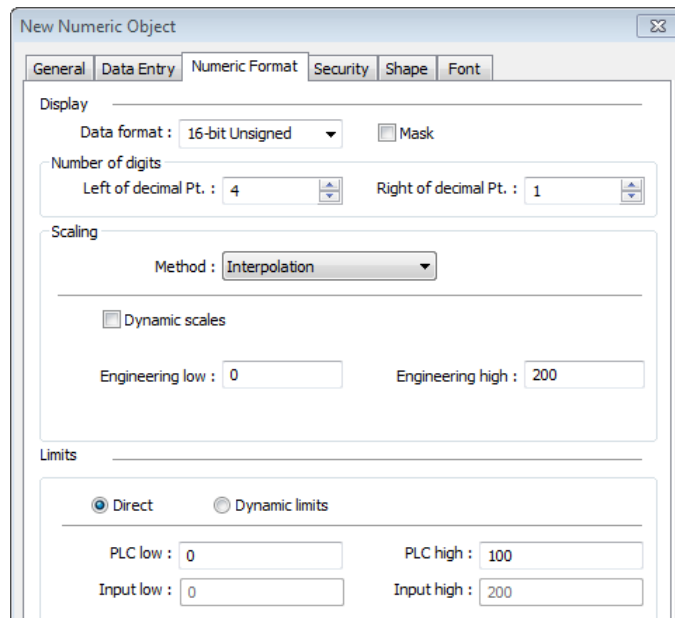 New Numeric Object
General Data Entry Numeric Format Security Shape Font
Display
Data format : 16-bit Unsigned Mask
Number of digits
Left of decimal Pt. : 4 Right of decimal Pt. : 1
Scaling
Method : Interpolation
Dynamic scales
Engineering low : 0 Engineering high : 200
Limits
Direct Dynamic limits
PLC low : 0 PLC high : 100
Input low : 0 Input high : 200